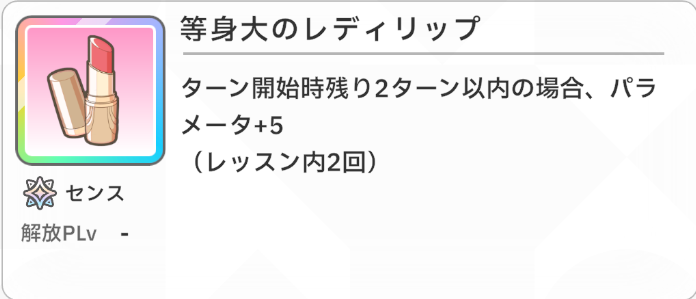 等身大のレディリップ
ターン開始時残り2ターン以内の場合、パラ
メータ+5
（レッスン内2回）
センス
解放PLv -